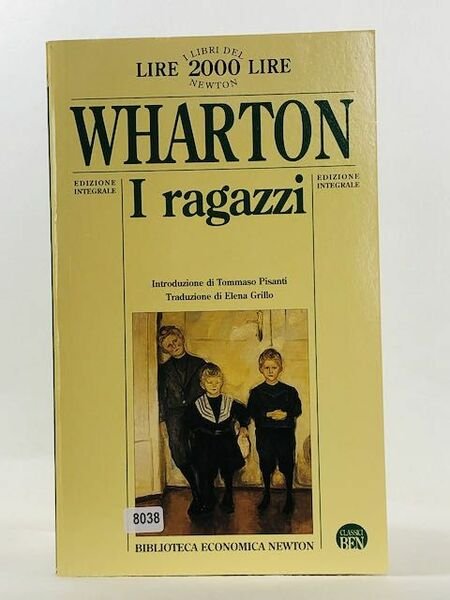 I LIBRI DEL
LIRE 2000 LIRE
NEWTON
WHARTON
EDIZIONE
INTEGRALE
I ragazzi
EDIZIONE
INTEGRALE
Introduzione di Tommaso Pisanti
Traduzione di Elena Grillo
8038
BIBLIOTECA ECONOMICA NEWTON
CLASSICI
BEN